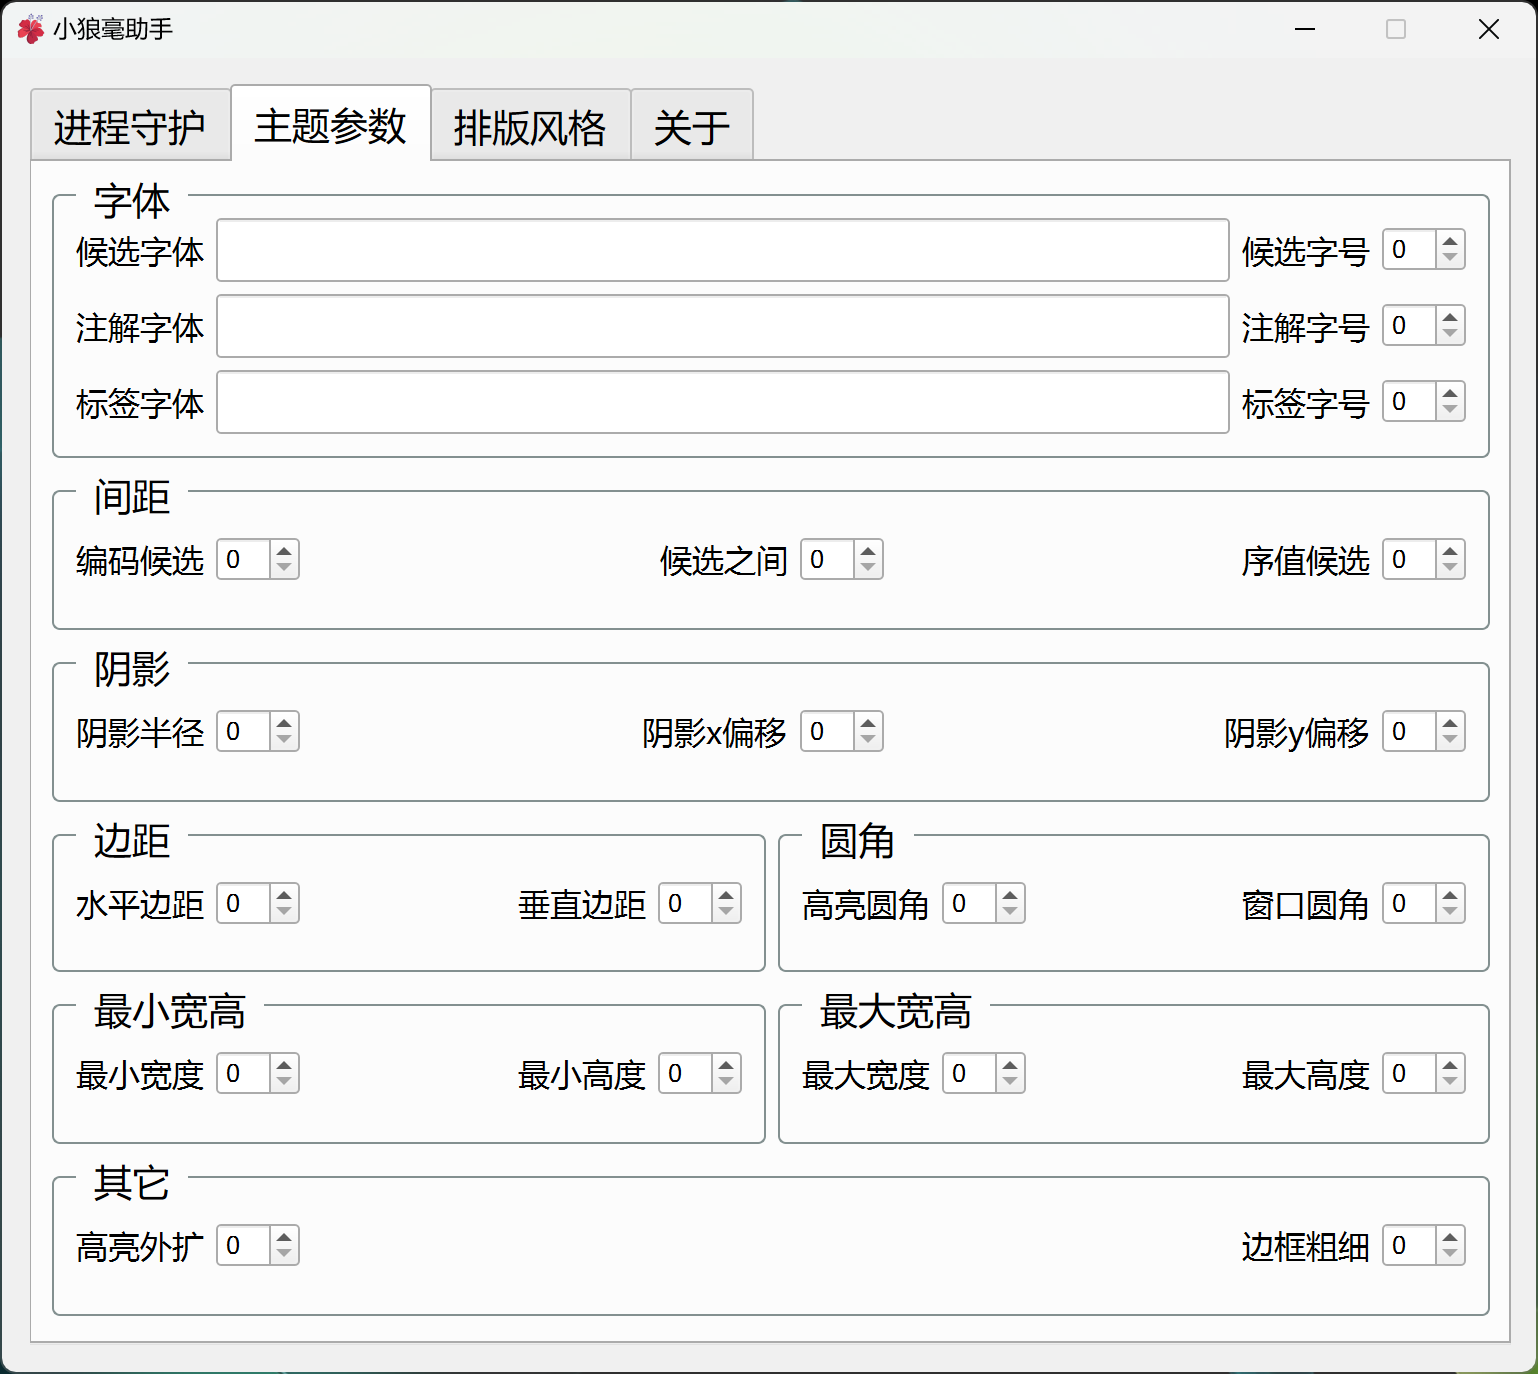 小狼毫助手
进程守护 主题参数 排版风格 关于
字体
候选字体 候选字号 0
注解字体 注解字号 0
标签字体 标签字号 0
间距
编码候选 0 候选之间 0 序值候选 0
阴影
阴影半径 0 阴影x偏移 0 阴影y偏移 0
边距 圆角
水平边距 0 垂直边距 0 高亮圆角 0 窗口圆角 0
最小宽高 最大宽高
最小宽度 0 最小高度 0 最大宽度 0 最大高度 0
其它
高亮外扩 0 边框粗细 0